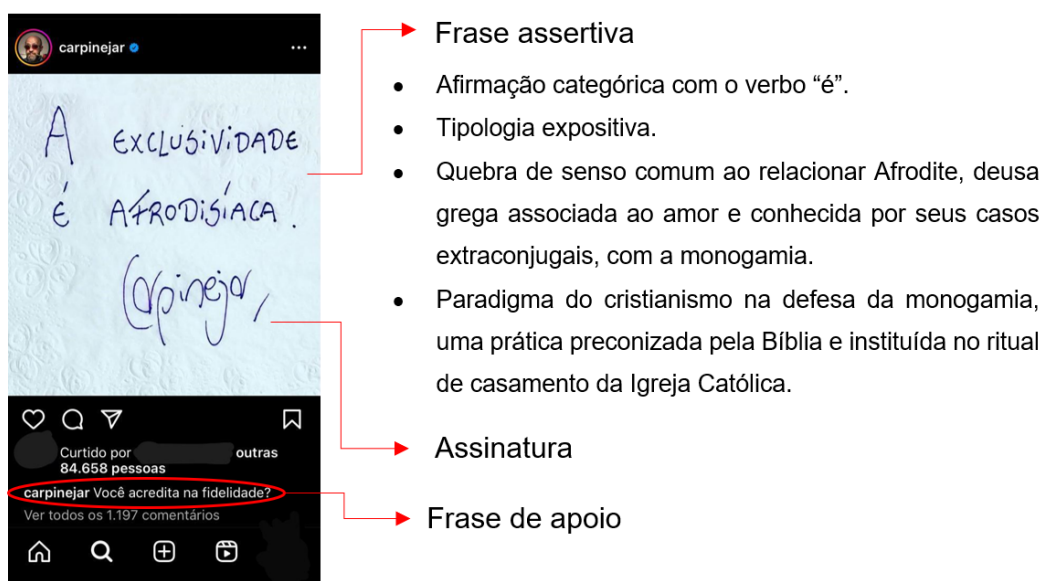 carpinejar
A EXCLUSIVIDADE
É AFRODISÍACA.
Carpinejar,
Curtido por outras
84.658 pessoas
carpinejar Você acredita na fidelidade?
Ver todos os 1.197 comentários
Frase assertiva
• Afirmação categórica com o verbo “é”.
• Tipologia expositiva.
• Quebra de senso comum ao relacionar Afrodite, deusa
grega associada ao amor e conhecida por seus casos
extraconjugais, com a monogamia.
• Paradigma do cristianismo na defesa da monogamia,
uma prática preconizada pela Bíblia e instituída no ritual
de casamento da Igreja Católica.
Assinatura
Frase de apoio